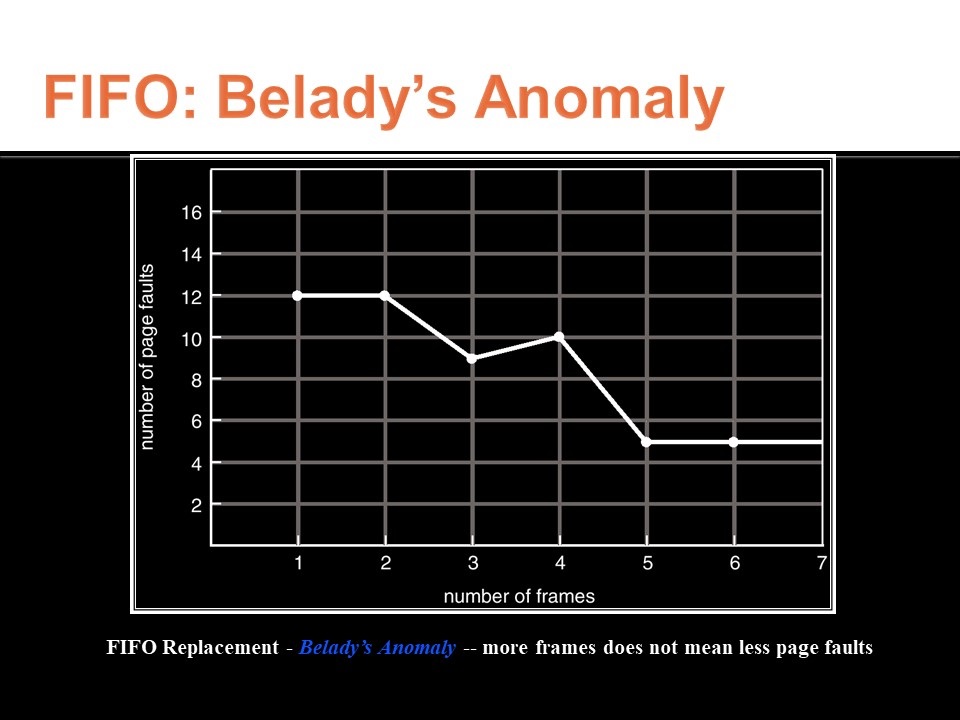 FIFO: Belady’s Anomaly
16
14
12
10
8
6
4
2
number of page faults
1 2 3 4 5 6 7
number of frames
FIFO Replacement - Belady’s Anomaly -- more frames does not mean less page faults